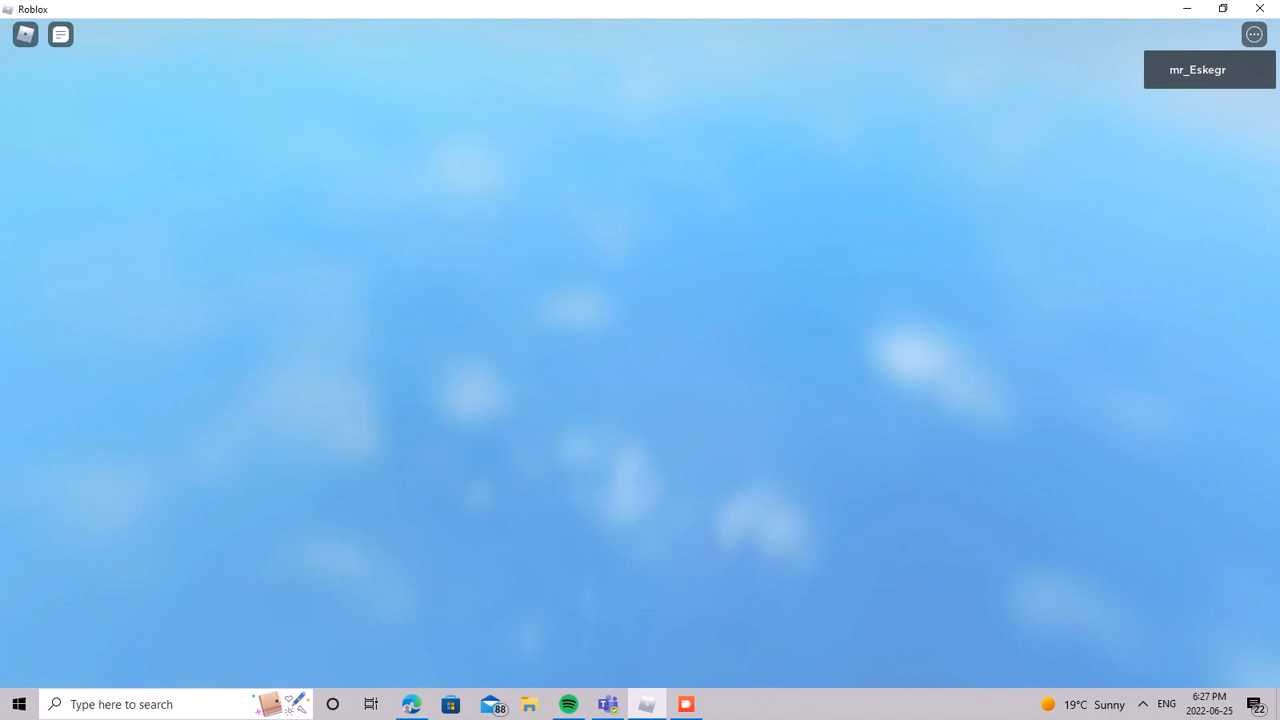 Roblox
mr_Eskegr
Type here to search
88
19°C Sunny
ENG
6:27 PM
2022-06-25
22